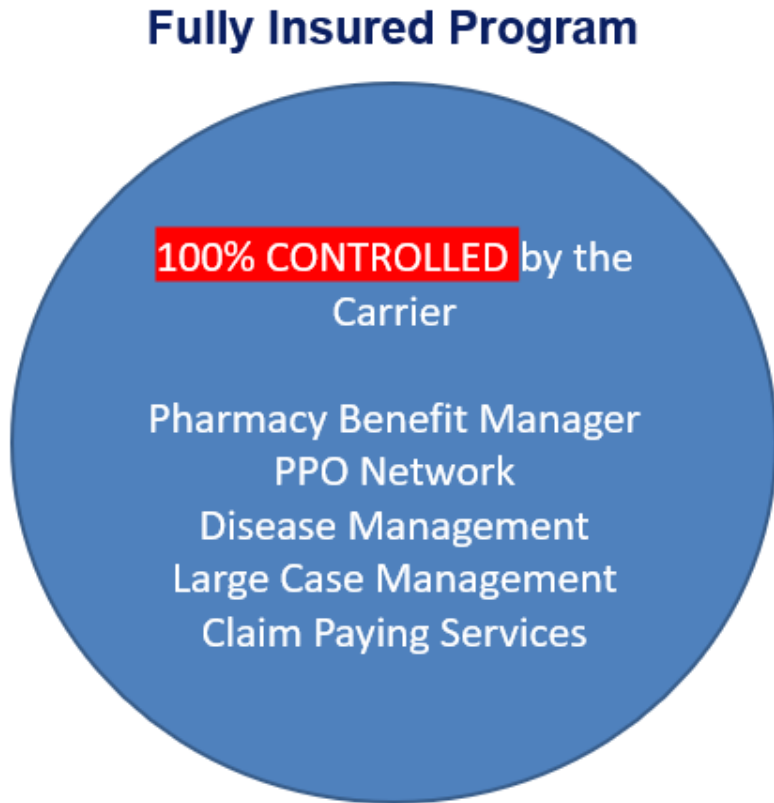 Fully Insured Program
100% CONTROLLED by the
Carrier
Pharmacy Benefit Manager
PPO Network
Disease Management
Large Case Management
Claim Paying Services